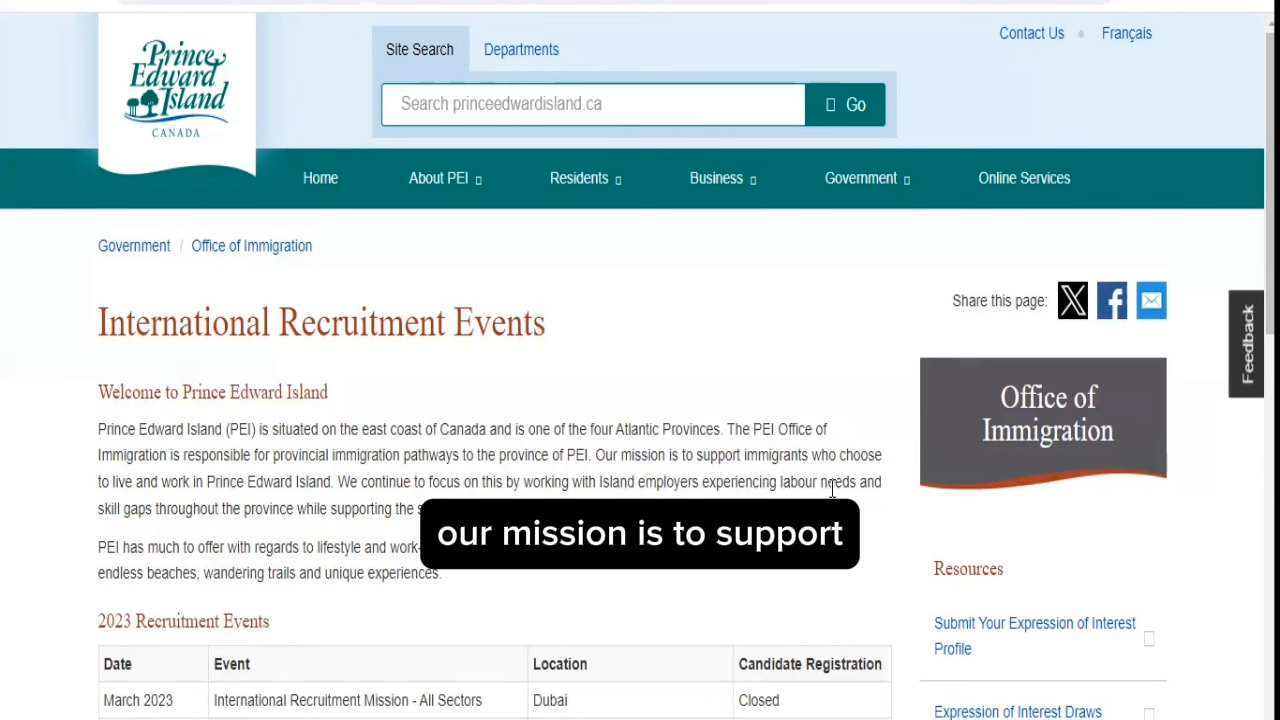 Prince
Edward
Island
CANADA
Site Search Departments
Contact Us Français
Search princeedwardisland.ca Go
Home About PEI Residents Business Government Online Services
Government / Office of Immigration
Share this page:
International Recruitment Events
Feedback
Office of
Immigration
Welcome to Prince Edward Island
Prince Edward Island (PEI) is situated on the east coast of Canada and is one of the four Atlantic Provinces. The PEI Office of
Immigration is responsible for provincial immigration pathways to the province of PEI. Our mission is to support immigrants who choose
to live and work in Prince Edward Island. We continue to focus on this by working with Island employers experiencing labour needs and
skill gaps throughout the province while supporting the
our mission is to support
PEI has much to offer with regards to lifestyle and work-
endless beaches, wandering trails and unique experiences.
Resources
Submit Your Expression of Interest
Profile
Expression of Interest Draws
2023 Recruitment Events
Date Event Location Candidate Registration
March 2023 International Recruitment Mission - All Sectors Dubai Closed